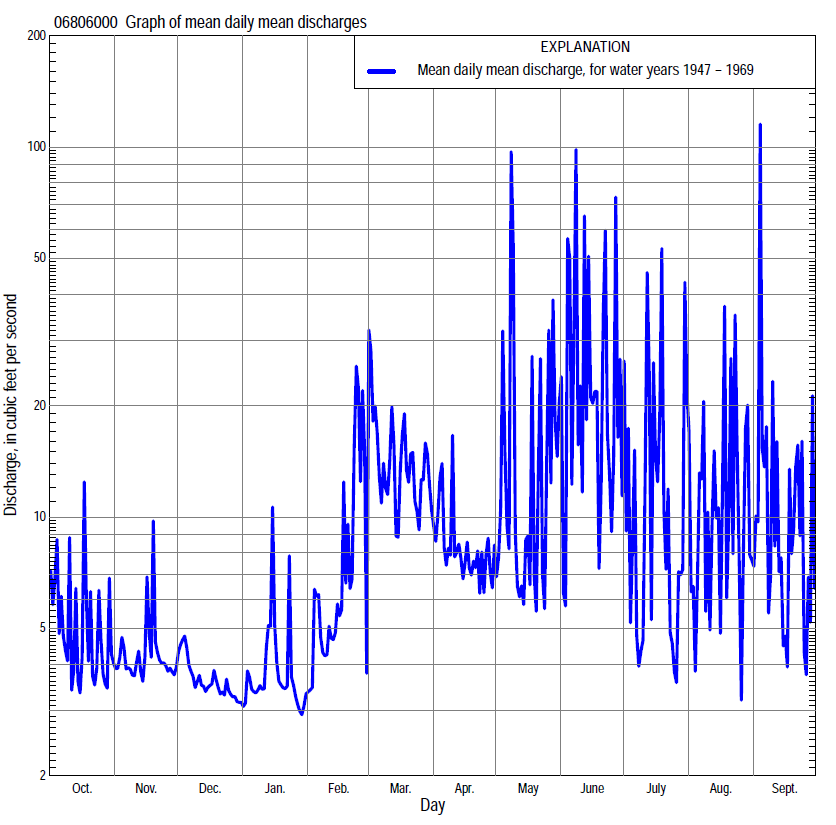 06806000 Graph of mean daily mean discharges
EXPLANATION
Mean daily mean discharge, for water years 1947 – 1969
200
100
50
20
10
5
2
Discharge, in cubic feet per second
Oct. Nov. Dec. Jan. Feb. Mar. Apr. May June July Aug. Sept.
Day